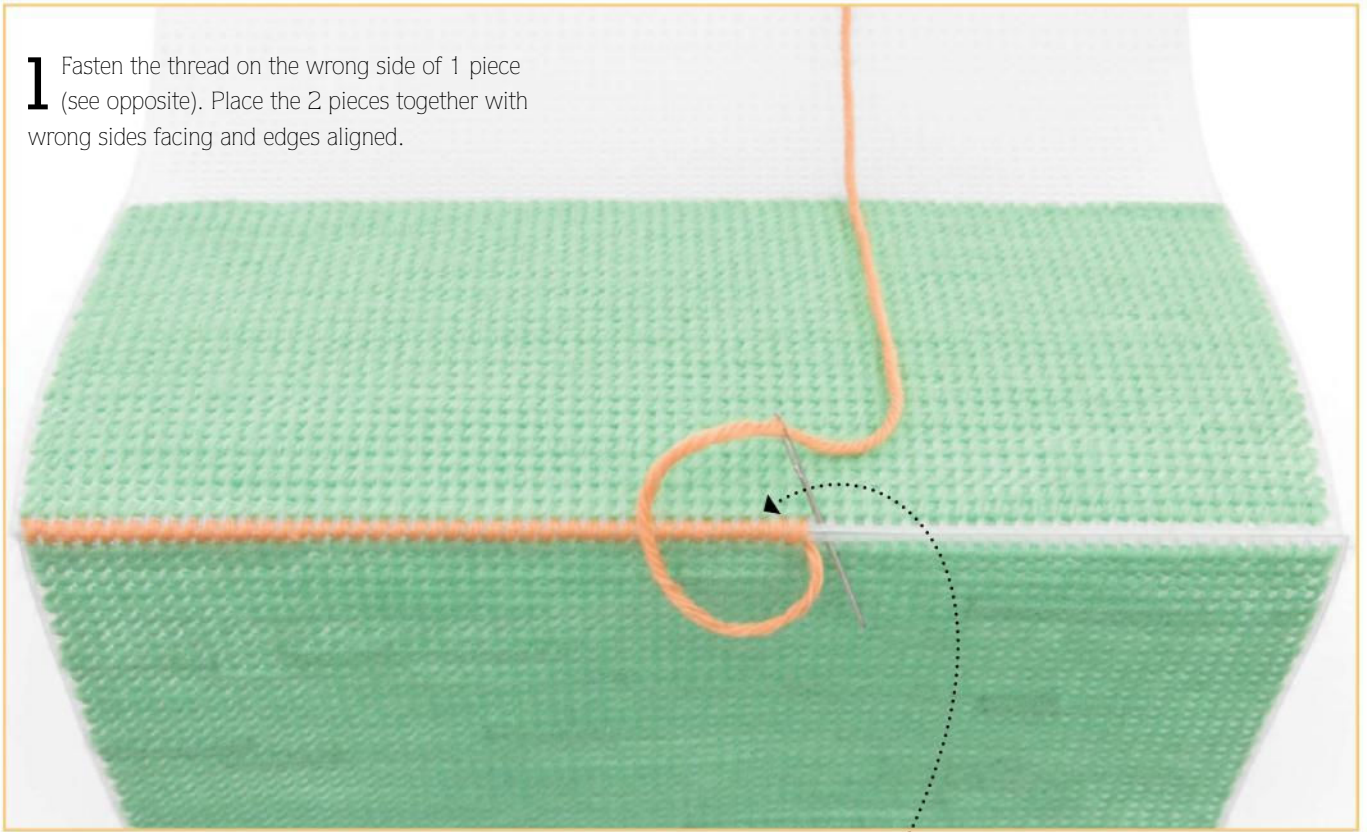 1 Fasten the thread on the wrong side of 1 piece
(see opposite). Place the 2 pieces together with
wrong sides facing and edges aligned.